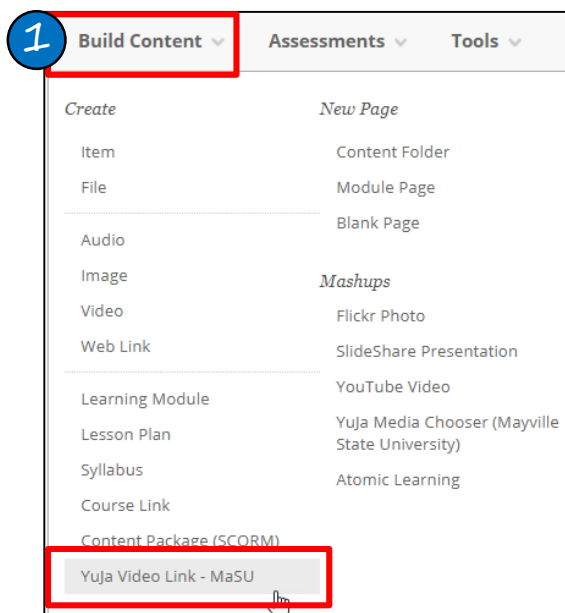 1
Build Content
Assessments
Tools
Create
Item
File
Audio
Image
Video
Web Link
Learning Module
Lesson Plan
Syllabus
Course Link
Content Package (SCORM)
YuJa Video Link - MaSU
New Page
Content Folder
Module Page
Blank Page
Mashups
Flickr Photo
SlideShare Presentation
YouTube Video
YuJa Media Chooser (Mayville
State University)
Atomic Learning